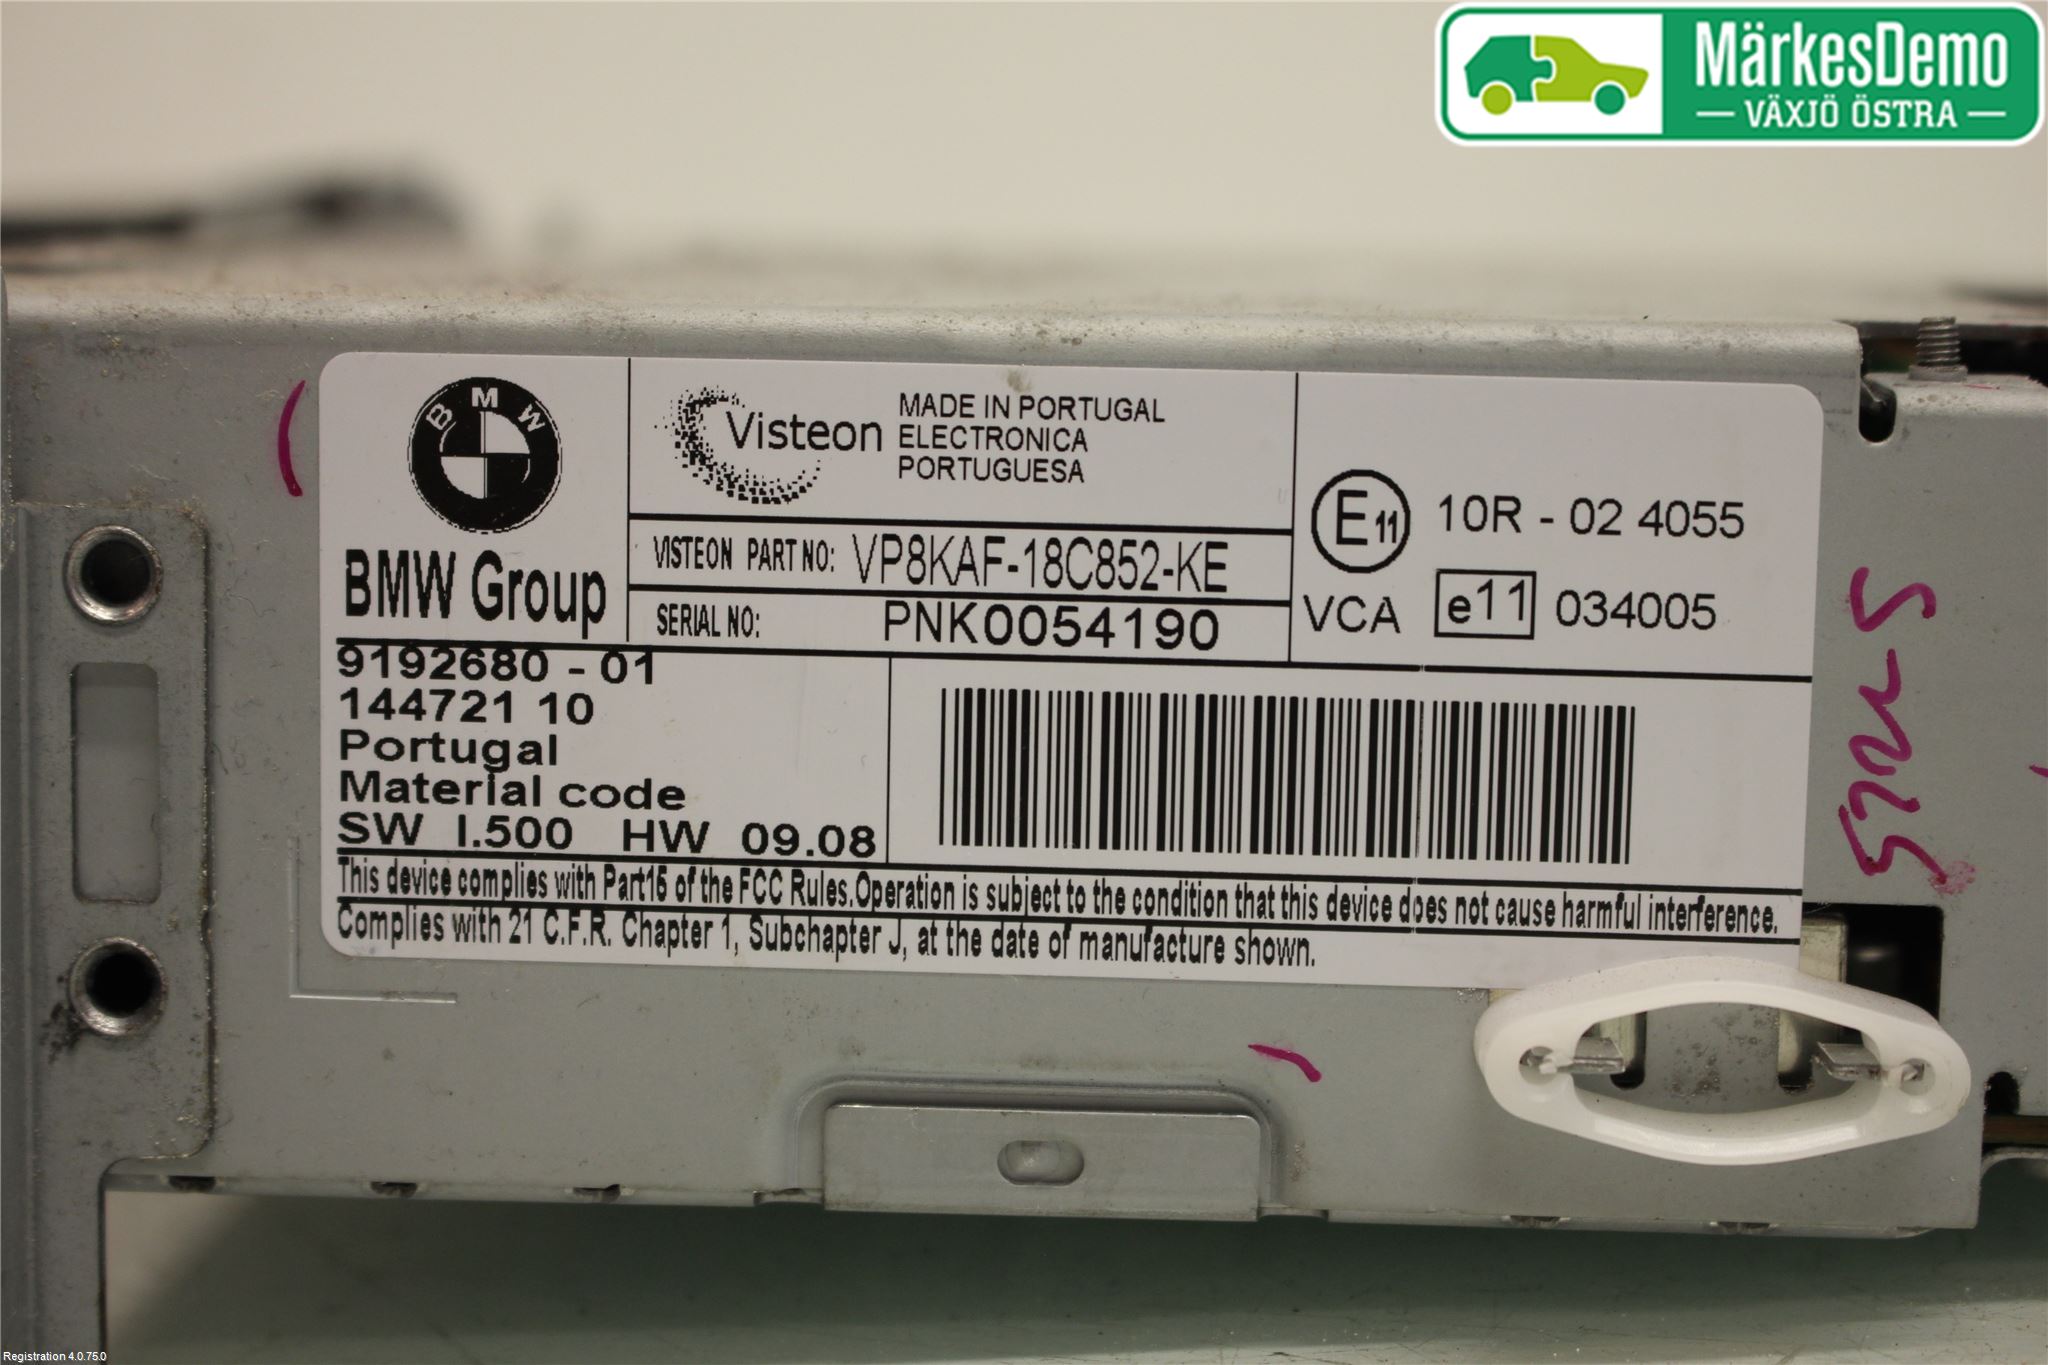 MärkesDemo
VÄXJÖ ÖSTRA
B M W
BMW Group
Visteon
MADE IN PORTUGAL
ELECTRONICA
PORTUGUESA
VISTEON PART NO: VP8KAF-18C852-KE
SERIAL NO: PNK0054190
E11 10R - 02 4055
VCA e11 034005
9192680 - 01
144721 10
Portugal
Material code
SW I.500 HW 09.08
This device complies with Part15 of the FCC Rules.Operation is subject to the condition that this device does not cause harmful interference.
Complies with 21 C.F.R. Chapter 1, Subchapter J, at the date of manufacture shown.
Registration 4.0.75.0